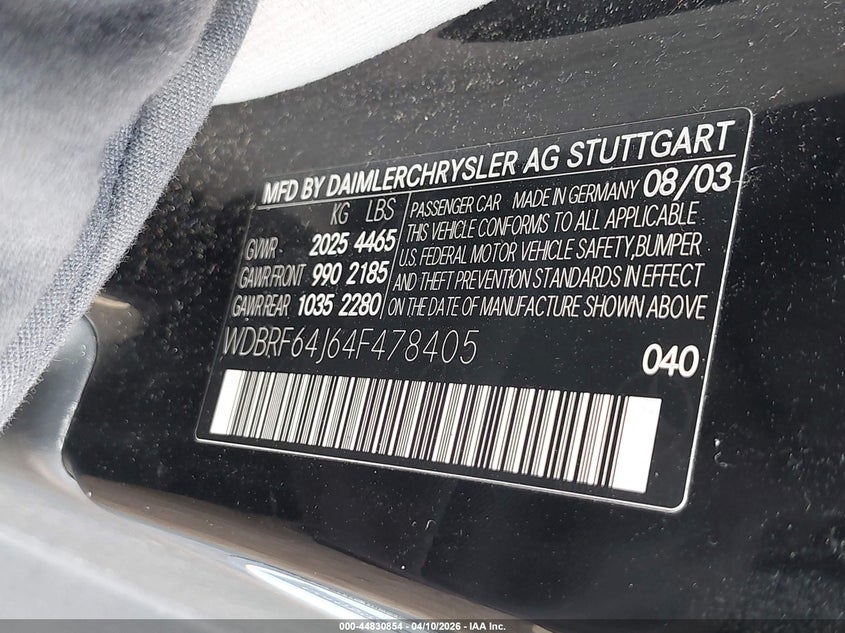 MFD BY DAIMLERCHRYSLER AG STUTTGART
KG LBS
GVWR - 2025 4465
GAWR FRONT 990 2185
GAWR REAR 1035 2280
PASSENGER CAR MADE IN GERMANY 08/03
THIS VEHICLE CONFORMS TO ALL APPLICABLE
U.S. FEDERAL MOTOR VEHICLE SAFETY,BUMPER
AND THEFT PREVENTION STANDARDS IN EFFECT
ON THE DATE OF MANUFACTURE SHOWN ABOVE
WDBRF64J64F478405
040
000-44830854 - 04/10/2026 - IAA Inc.